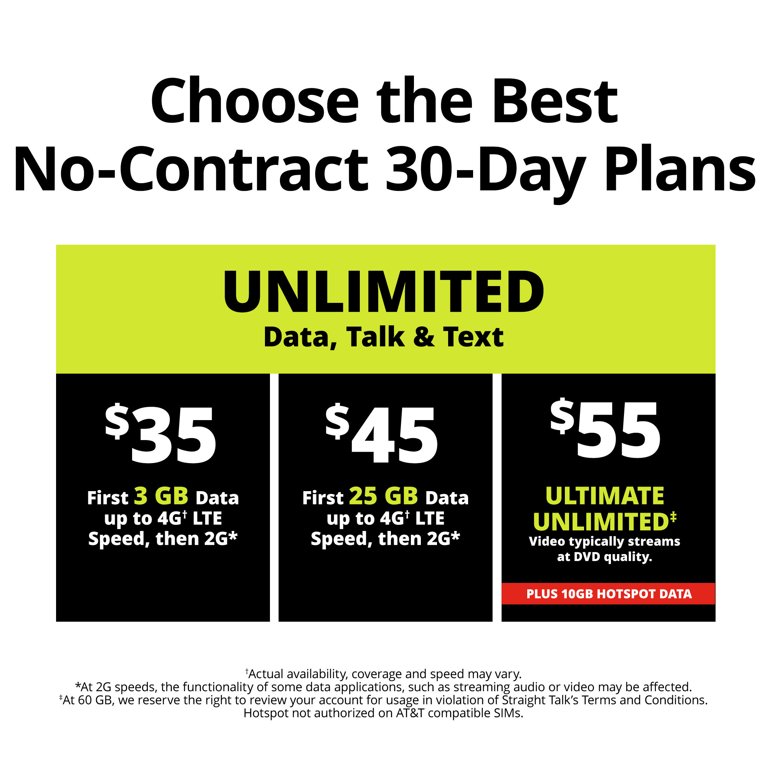 Choose the Best
No-Contract 30-Day Plans
UNLIMITED
Data, Talk & Text
$35
First 3 GB Data
up to 4G† LTE
Speed, then 2G*
$45
First 25 GB Data
up to 4G† LTE
Speed, then 2G*
$55
ULTIMATE
UNLIMITED‡
Video typically streams
at DVD quality.
PLUS 10GB HOTSPOT DATA
†Actual availability, coverage and speed may vary.
*At 2G speeds, the functionality of some data applications, such as streaming audio or video may be affected.
‡At 60 GB, we reserve the right to review your account for usage in violation of Straight Talk’s Terms and Conditions.
Hotspot not authorized on AT&T compatible SIMs.